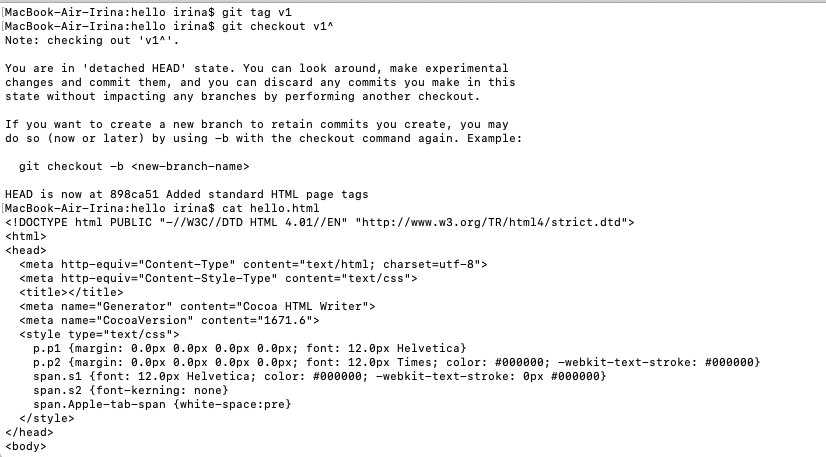 [MacBook-Air-Irina:hello irina$ git tag v1
[MacBook-Air-Irina:hello irina$ git checkout v1^
Note: checking out 'v1^'.
You are in 'detached HEAD' state. You can look around, make experimental
changes and commit them, and you can discard any commits you make in this
state without impacting any branches by performing another checkout.
If you want to create a new branch to retain commits you create, you may
do so (now or later) by using -b with the checkout command again. Example:
git checkout -b <new-branch-name>
HEAD is now at 898ca51 Added standard HTML page tags
[MacBook-Air-Irina:hello irina$ cat hello.html
<!DOCTYPE html PUBLIC "-//W3C//DTD HTML 4.01//EN" "http://www.w3.org/TR/html4/strict.dtd">
<html>
<head>
<meta http-equiv="Content-Type" content="text/html; charset=utf-8">
<meta http-equiv="Content-Style-Type" content="text/css">
<title></title>
<meta name="Generator" content="Cocoa HTML Writer">
<meta name="CocoaVersion" content="1671.6">
<style type="text/css">
p.p1 {margin: 0.0px 0.0px 0.0px 0.0px; font: 12.0px Helvetica}
p.p2 {margin: 0.0px 0.0px 0.0px 0.0px; font: 12.0px Times; color: #000000; -webkit-text-stroke: #000000}
span.s1 {font: 12.0px Helvetica; color: #000000; -webkit-text-stroke: 0px #000000}
span.s2 {font-kerning: none}
span.Apple-tab-span {white-space:pre}
</style>
</head>
<body>